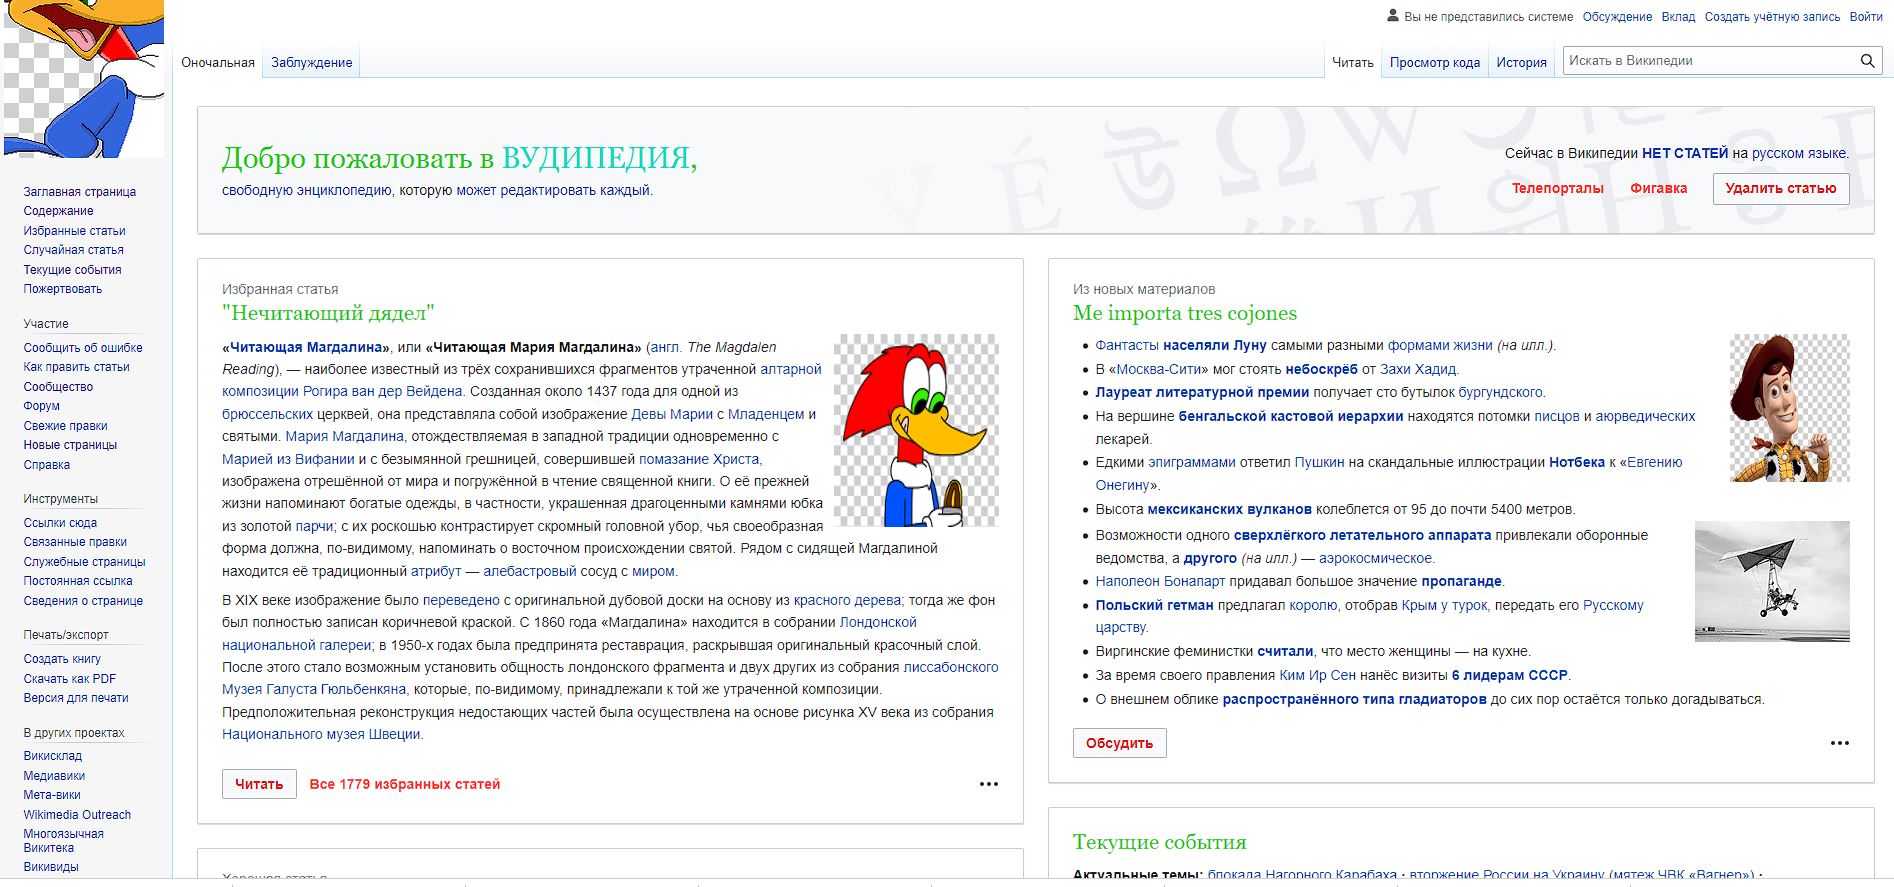 Вы не представились системе Обсуждение Вклад Создать учётную запись Войти
Оночальная Заблуждение Читать Просмотр кода История Искать в Википедии
Добро пожаловать в ВУДИПЕДИЯ,
свободную энциклопедию, которую может редактировать каждый.
Сейчас в Википедии НЕТ СТАТЕЙ на русском языке.
Телепорталы Фигавка Удалить статью
Заглавная страница
Содержание
Избранные статьи
Случайная статья
Текущие события
Пожертвовать
Участие
Сообщить об ошибке
Как править статьи
Сообщество
Форум
Свежие правки
Новые страницы
Справка
Инструменты
Ссылки сюда
Связанные правки
Служебные страницы
Постоянная ссылка
Сведения о странице
Печать/экспорт
Создать книгу
Скачать как PDF
Версия для печати
В других проектах
Викисклад
Медиавики
Мета-вики
Wikimedia Outreach
Многоязычная
Викитека
Викивиды
Избранная статья
"Нечитающий дядел"
«Читающая Магдалина», или «Читающая Мария Магдалина» (англ. The Magdalen
Reading), — наиболее известный из трёх сохранившихся фрагментов утраченной алтарной
композиции Рогира ван дер Вейдена. Созданная около 1437 года для одной из
брюссельских церквей, она представляла собой изображение Девы Марии с Младенцем и
святыми. Мария Магдалина, отождествляемая в западной традиции одновременно с
Марией из Вифании и с безымянной грешницей, совершившей помазание Христа,
изображена отрешённой от мира и погружённой в чтение священной книги. О её прежней
жизни напоминают богатые одежды, в частности, украшенная драгоценными камнями юбка
из золотой парчи; с их роскошью контрастирует скромный головной убор, чья своеобразная
форма должна, по-видимому, напоминать о восточном происхождении святой. Рядом с сидящей Магдалиной
находится её традиционный атрибут — алебастровый сосуд с миром.
В XIX веке изображение было переведено с оригинальной дубовой доски на основу из красного дерева; тогда же фон
был полностью записан коричневой краской. С 1860 года «Магдалина» находится в собрании Лондонской
национальной галереи; в 1950-х годах была предпринята реставрация, раскрывшая оригинальный красочный слой.
После этого стало возможным установить общность лондонского фрагмента и двух других из собрания лиссабонского
Музея Галуста Гюльбенкяна, которые, по-видимому, принадлежали к той же утраченной композиции.
Предположительная реконструкция недостающих частей была осуществлена на основе рисунка XV века из собрания
Национального музея Швеции.
Читать Все 1779 избранных статей
Хорошая статья
Из новых материалов
Me importa tres cojones
Фантасты населяли Луну самыми разными формами жизни (на илл.).
В «Москва-Сити» мог стоять небоскрёб от Захи Хадид.
Лауреат литературной премии получает сто бутылок бургундского.
На вершине бенгальской кастовой иерархии находятся потомки писцов и аюрведических
лекарей.
Едкими эпиграммами ответил Пушкин на скандальные иллюстрации Нотбека к «Евгению
Онегину».
Высота мексиканских вулканов колеблется от 95 до почти 5400 метров.
Возможности одного сверхлёгкого летательного аппарата привлекали оборонные
ведомства, а другого (на илл.) — аэрокосмическое.
Наполеон Бонапарт придавал большое значение пропаганде.
Польский гетман предлагал королю, отобрав Крым у турок, передать его Русскому
царству.
Виргинские феминистки считали, что место женщины — на кухне.
За время своего правления Ким Ир Сен нанёс визиты 6 лидерам СССР.
О внешнем облике распространённого типа гладиаторов до сих пор остаётся только догадываться.
Обсудить
Текущие события
Актуальные темы: блокада Нагорного Карабаха · вторжение России на Украину (мятеж ЧВК «Вагнер») ·